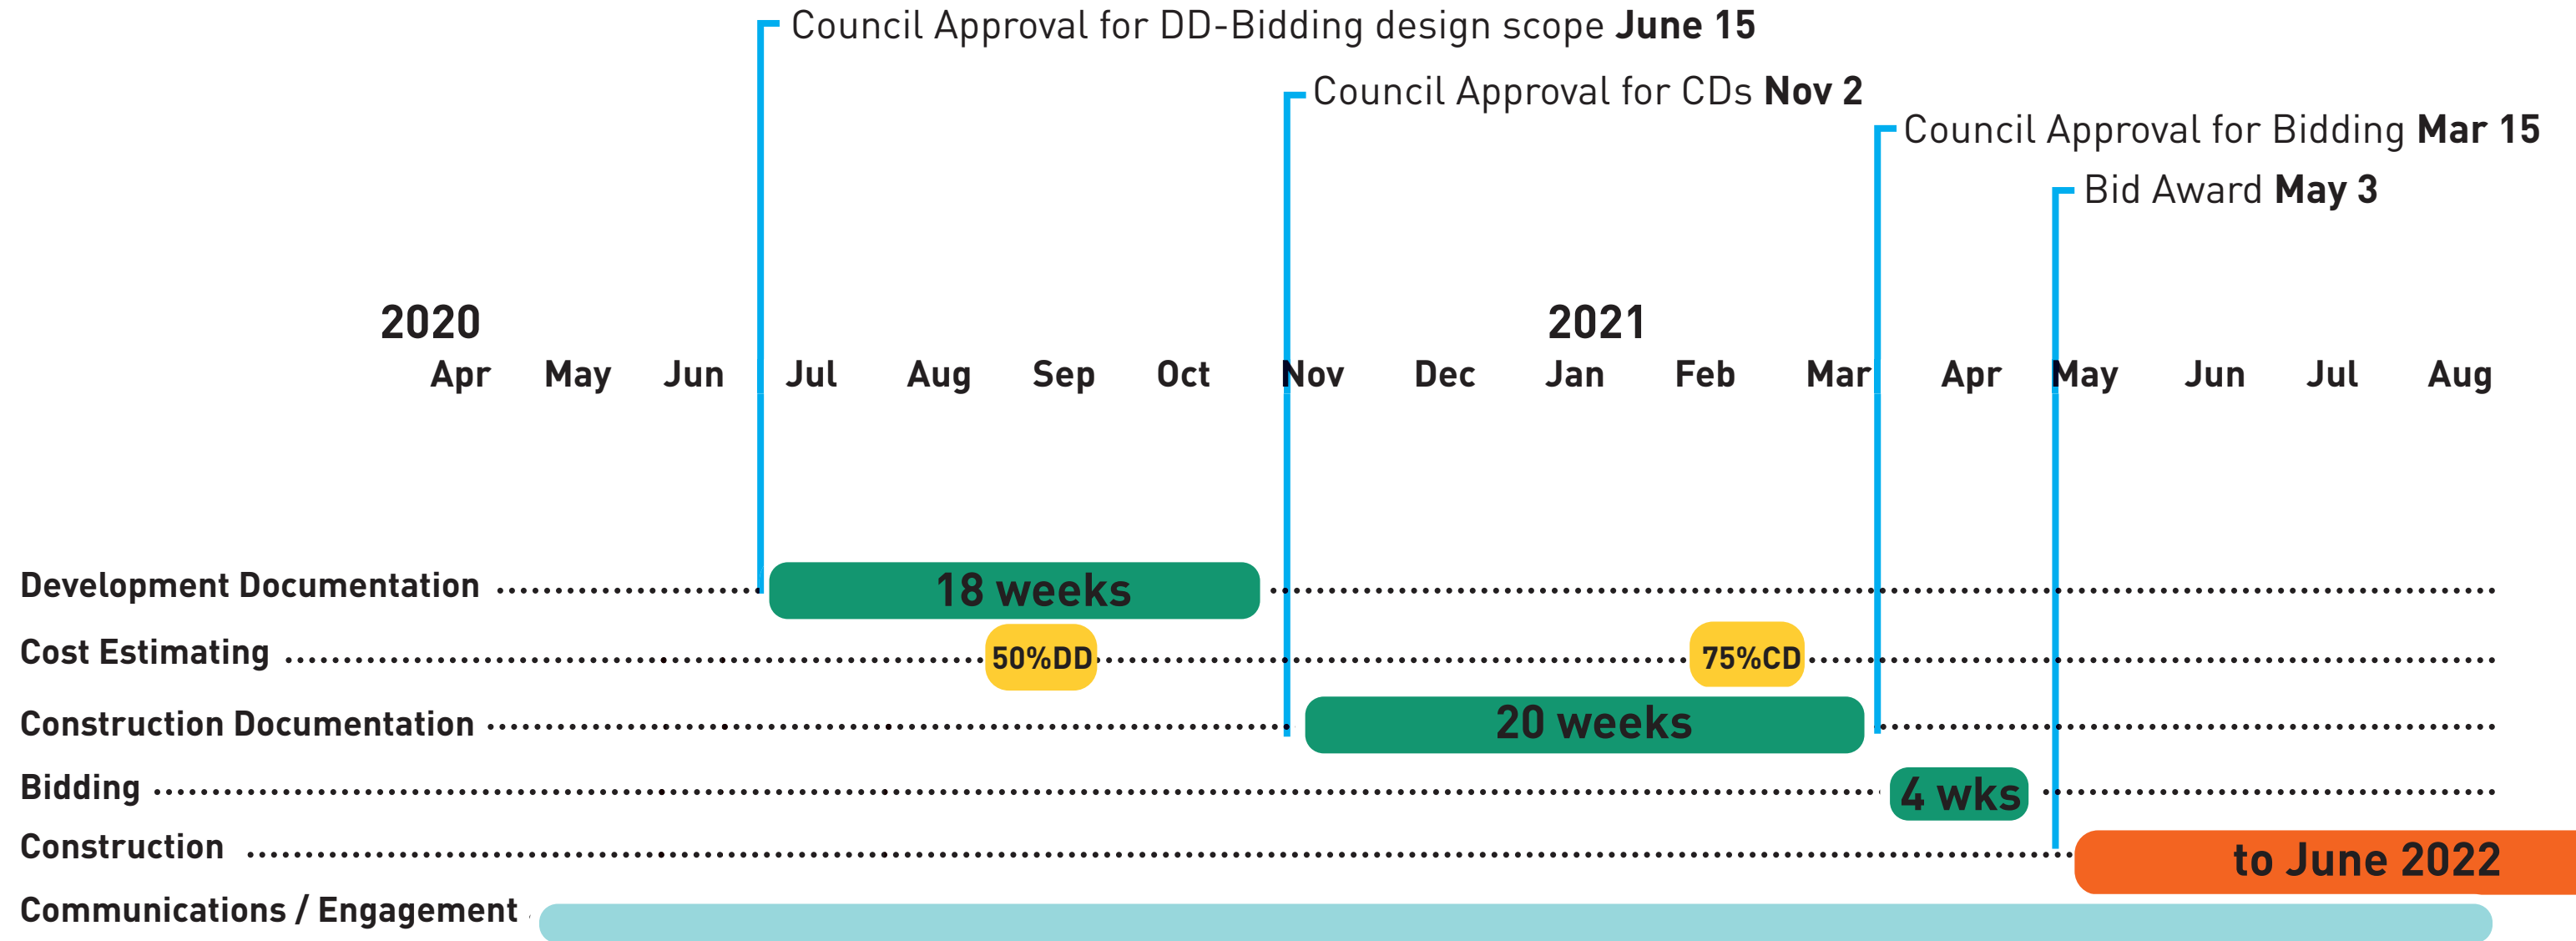 Council Approval for DD-Bidding design scope June 15
Council Approval for CDs Nov 2
Council Approval for Bidding Mar 15
Bid Award May 3
2020 2021
Apr May Jun Jul Aug Sep Oct Nov Dec Jan Feb Mar Apr May Jun Jul Aug
Development Documentation 18 weeks
Cost Estimating 50%DD 75%CD
Construction Documentation 20 weeks
Bidding 4 wks
Construction to June 2022
Communications / Engagement